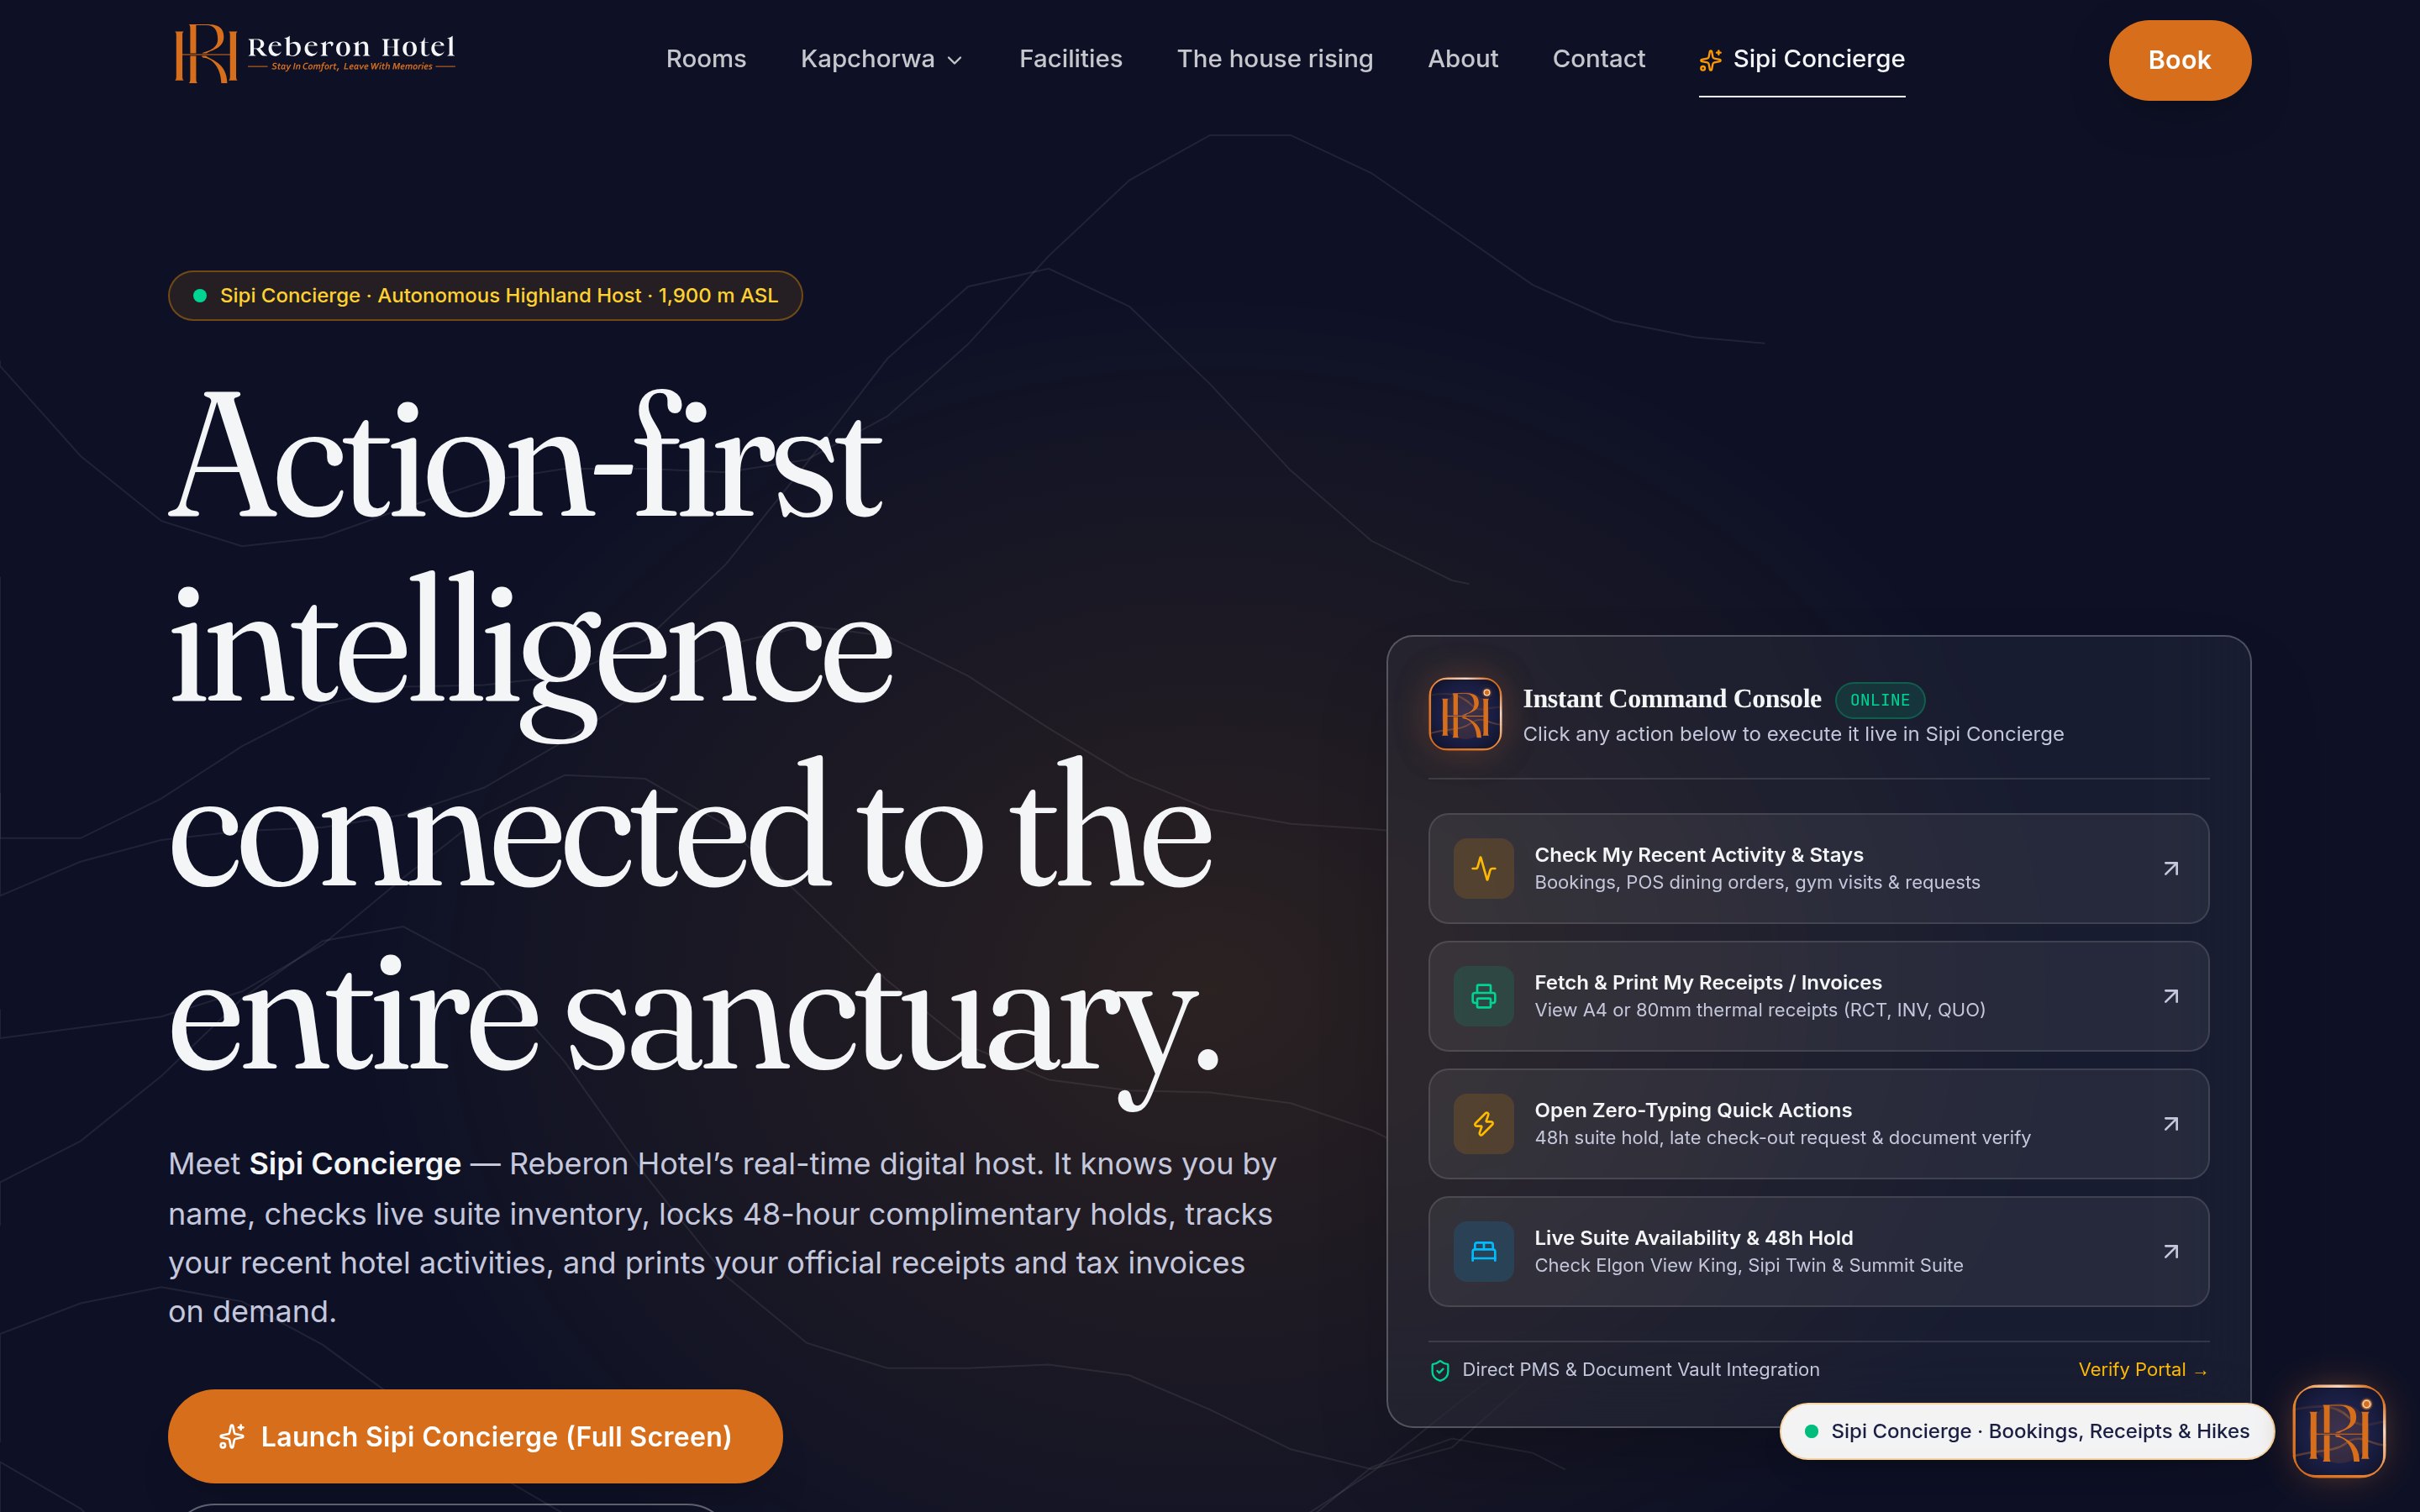 Reberon Hotel
Stay In Comfort, Leave With Memories
Rooms
Kapchorwa
Facilities
The house rising
About
Contact
Sipi Concierge
Book
Sipi Concierge · Autonomous Highland Host · 1,900 m ASL
Action-first
intelligence
connected to the
entire sanctuary.
Meet Sipi Concierge — Reberon Hotel’s real-time digital host. It knows you by
name, checks live suite inventory, locks 48-hour complimentary holds, tracks
your recent hotel activities, and prints your official receipts and tax invoices
on demand.
Launch Sipi Concierge (Full Screen)
Instant Command Console
ONLINE
Click any action below to execute it live in Sipi Concierge
Check My Recent Activity & Stays
Bookings, POS dining orders, gym visits & requests
Fetch & Print My Receipts / Invoices
View A4 or 80mm thermal receipts (RCT, INV, QUO)
Open Zero-Typing Quick Actions
48h suite hold, late check-out request & document verify
Live Suite Availability & 48h Hold
Check Elgon View King, Sipi Twin & Summit Suite
Direct PMS & Document Vault Integration
Verify Portal →
Sipi Concierge · Bookings, Receipts & Hikes